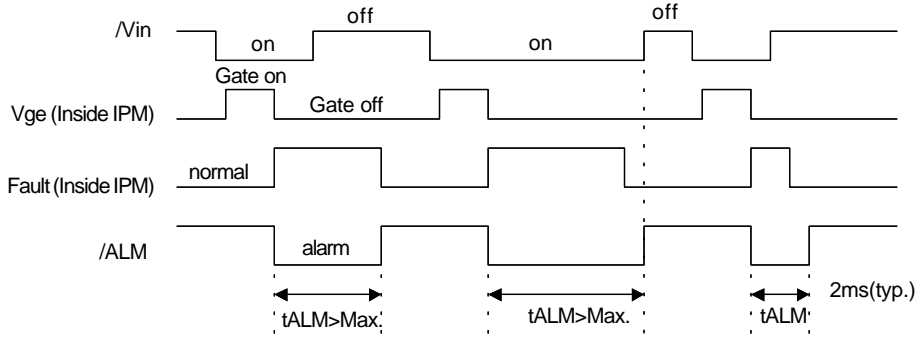 off
off
/Vin
on
on
Gate on
Vge (Inside IPM)
Gate off
Fault (Inside IPM)
normal
/ALM
alarm
2ms(typ.)
tALM>Max.
tALM>Max.
tALM